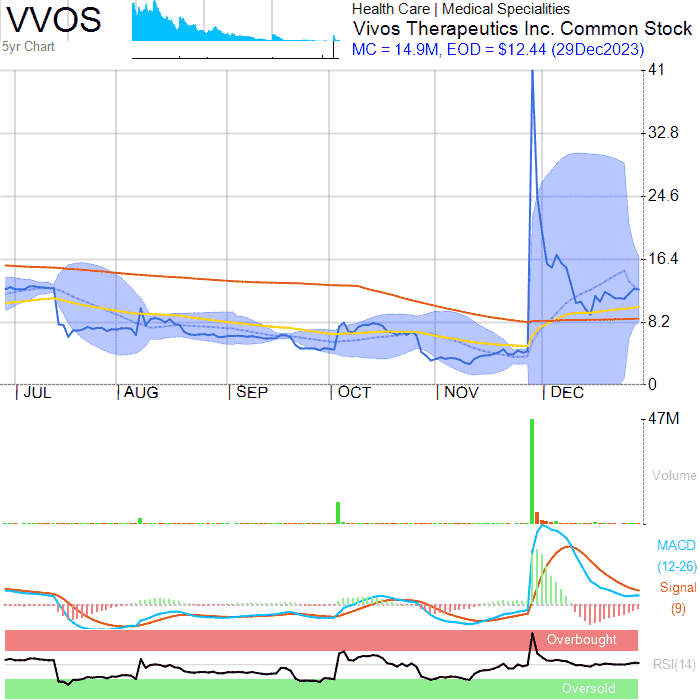 VVOS
5yr Chart
Health Care | Medical Specialities
Vivos Therapeutics Inc. Common Stock
MC = 14.9M, EOD = $12.44 (29Dec2023)
41
32.8
24.6
16.4
8.2
0
|JUL |AUG |SEP |OCT |NOV |DEC
47M
Volume
MACD
(12-26)
Signal
(9)
Overbought
RSI(14)
Oversold